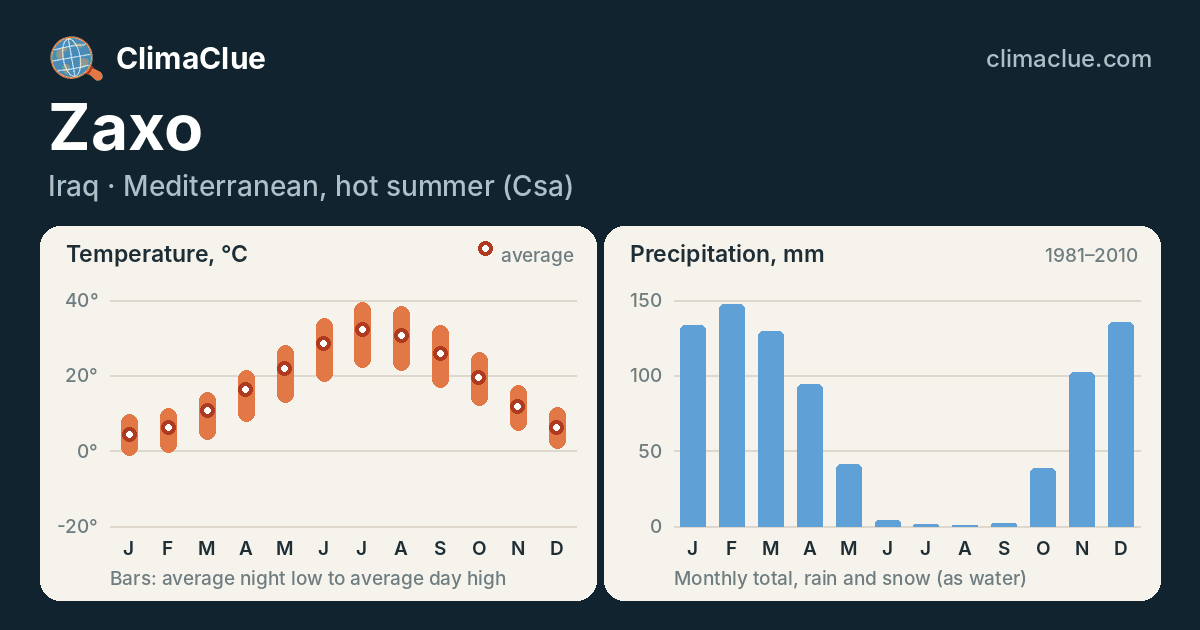 ClimaClue
climaclue.com
Zaxo
Iraq · Mediterranean, hot summer (Csa)
Temperature, °C
average
40°
20°
0°
-20°
J F M A M J J A S O N D
Bars: average night low to average day high
Precipitation, mm
1981–2010
150
100
50
0
J F M A M J J A S O N D
Monthly total, rain and snow (as water)